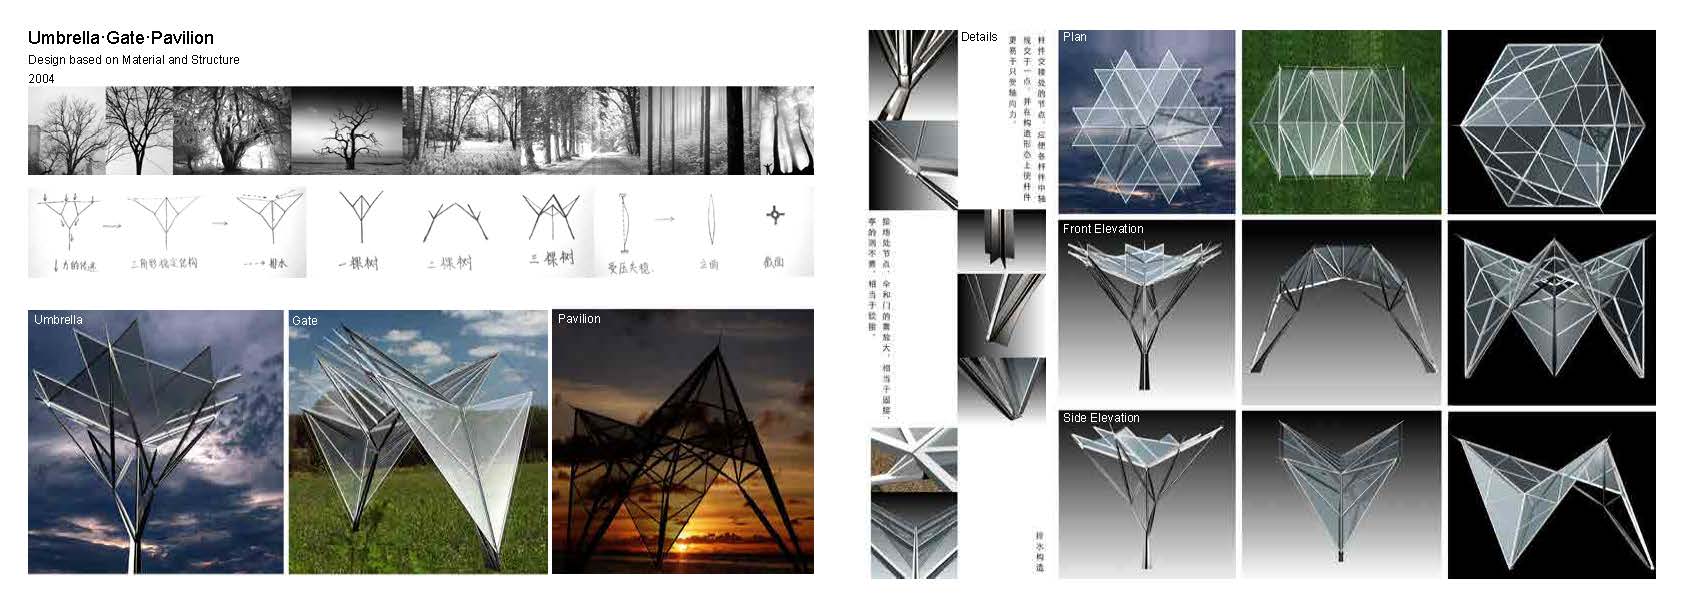 Umbrella·Gate·Pavilion
Design based on Material and Structure
2004
力的传递
三角形稳定结构
排水
一棵树
二棵树
三棵树
受压失稳.
立面
截面
Umbrella
Gate
Pavilion
Details
杆件交接处的节点，应使各杆件中轴
线交于一点，并在构造形态上使杆件
更易于只受轴向力。
接地处节点，伞和门的需放大，相当于固接，
亭的则不需，相当于铰接。
排水构造
Plan
Front Elevation
Side Elevation